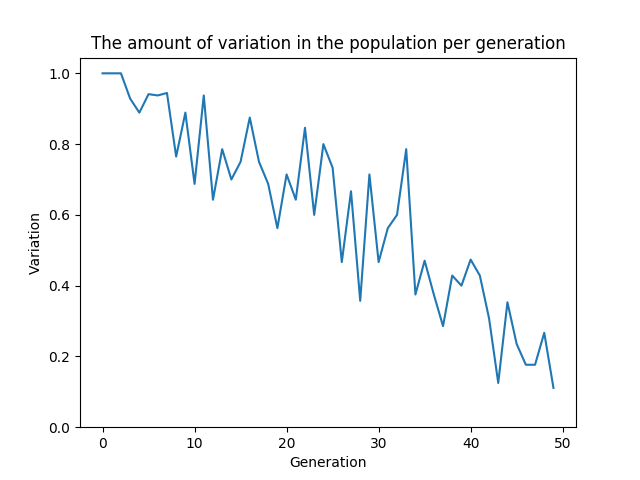 The amount of variation in the population per generation
1.0
0.8
0.6
0.4
0.2
0.0
Variation
0 10 20 30 40 50
Generation